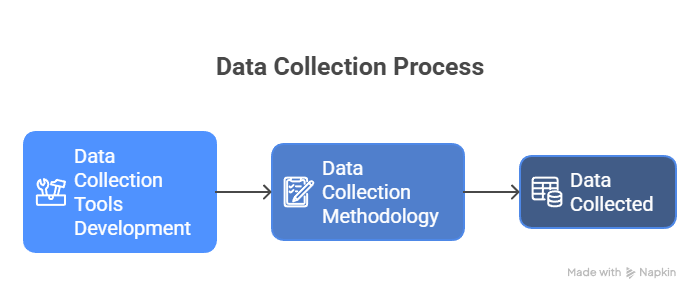 Data Collection Process
Data
Collection
Tools
Development
Data
Collection
Methodology
Data
Collected
Made with Napkin